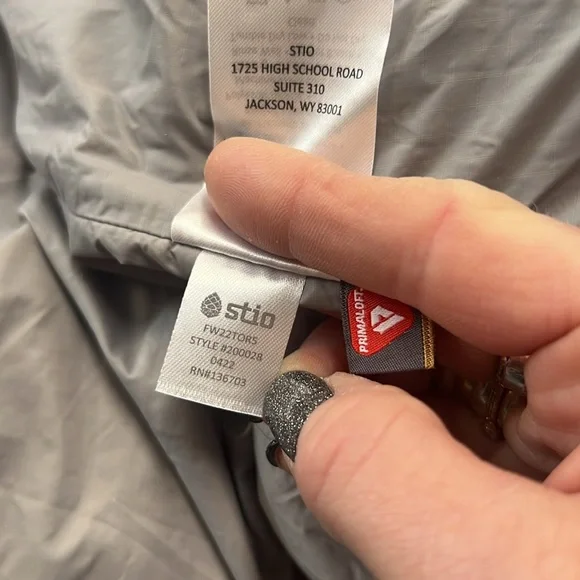 STIO
1725 HIGH SCHOOL ROAD
SUITE 310
JACKSON, WY 83001
stio
FW22TORS
STYLE #200028
0422
RN#136703
PRIMALOFT